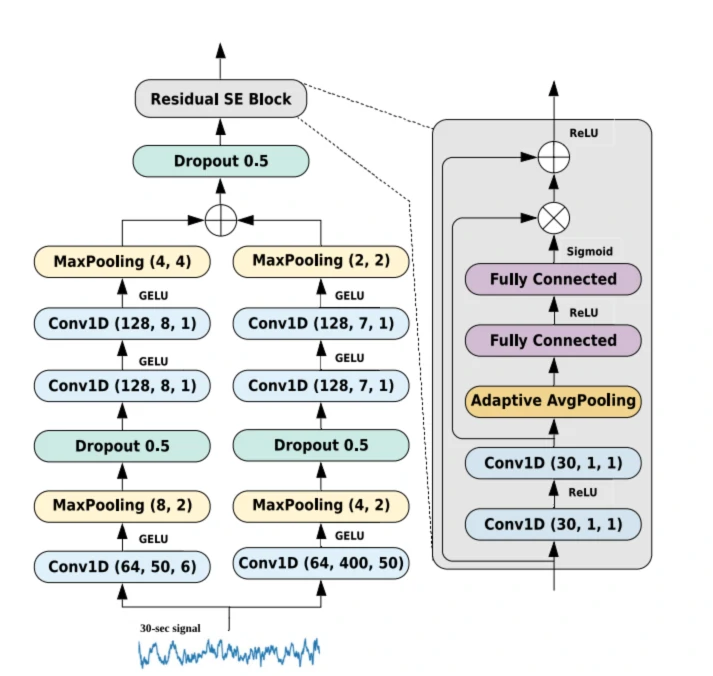 Residual SE Block
Dropout 0.5
MaxPooling (4, 4)
GELU
Conv1D (128, 8, 1)
GELU
Conv1D (128, 8, 1)
Dropout 0.5
MaxPooling (8, 2)
GELU
Conv1D (64, 50, 6)
MaxPooling (2, 2)
GELU
Conv1D (128, 7, 1)
GELU
Conv1D (128, 7, 1)
Dropout 0.5
MaxPooling (4, 2)
GELU
Conv1D (64, 400, 50)
30-sec signal
ReLU
Sigmoid
Fully Connected
ReLU
Fully Connected
Adaptive AvgPooling
Conv1D (30, 1, 1)
ReLU
Conv1D (30, 1, 1)